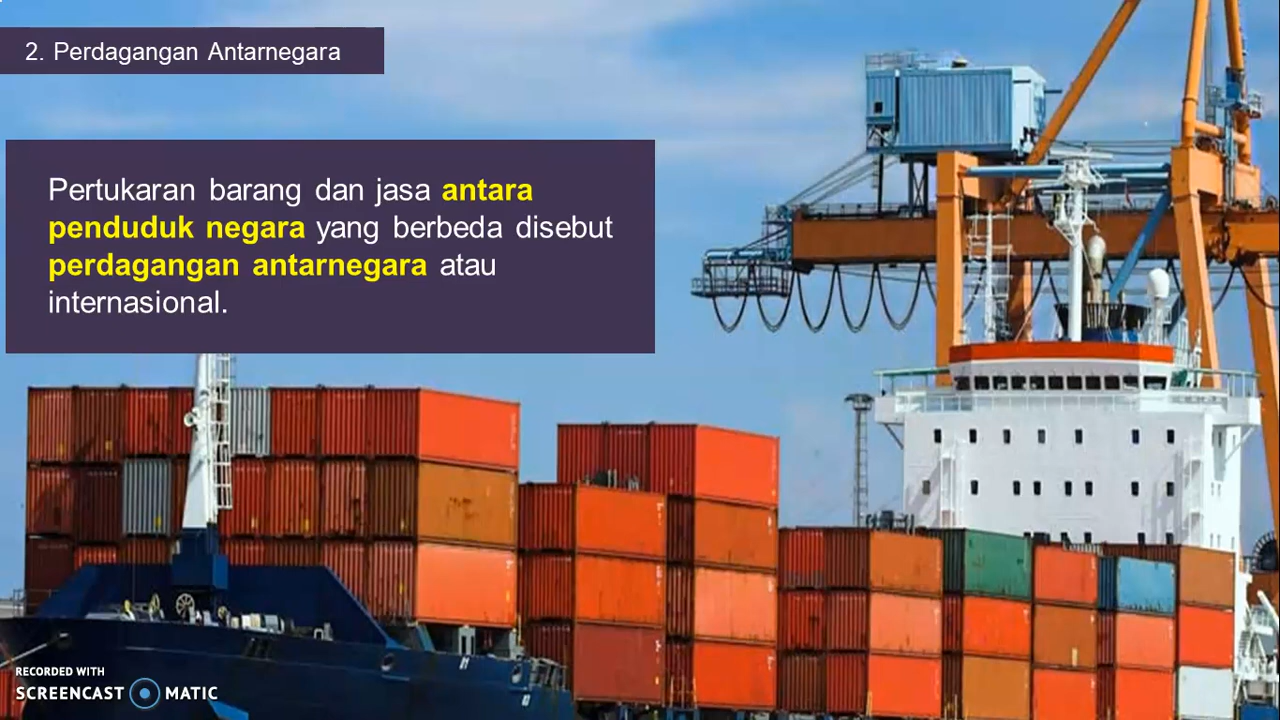 2. Perdagangan Antarnegara
Pertukaran barang dan jasa antara
penduduk negara yang berbeda disebut
perdagangan antarnegara atau
internasional.
RECORDED WITH
SCREENCAST MATIC